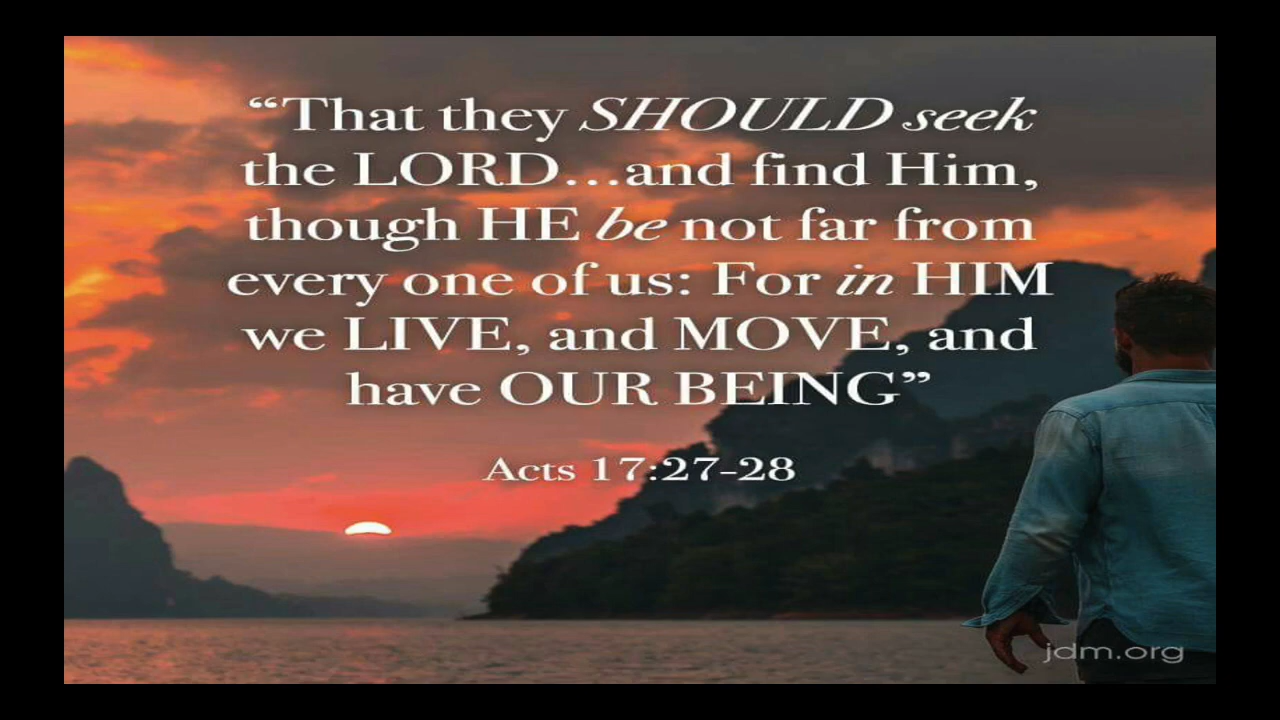 “That they SHOULD seek
the LORD...and find Him,
though HE be not far from
every one of us: For in HIM
we LIVE, and MOVE, and
have OUR BEING”
Acts 17:27-28
jdm.org